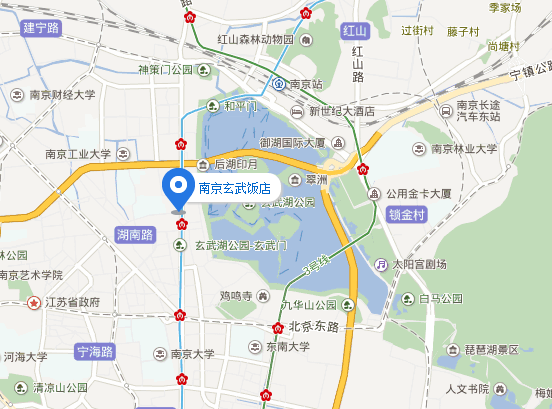 季家场
建宁路
红山
过街村
藤子村
红山森林动物园
尚塘村
神策门公园
红山路
宁镇公路
南京站
南京财经大学
和平门
新世纪大酒店
南京长途
汽车东站
御湖国际大厦
南京工业大学
南京林业大学
后湖印月
翠洲
南京玄武饭店
公用金卡大厦
玄武湖公园
锁金村
湖南路
玄武湖公园-玄武门
林公园
3号线
太阳宫剧场
南京艺术学院
鸡鸣寺
九华山公园
白马公园
江苏省政府
北京东路
宁海路
南京大学
东南大学
琵琶湖景区
河海大学
清凉山公园
人文书院